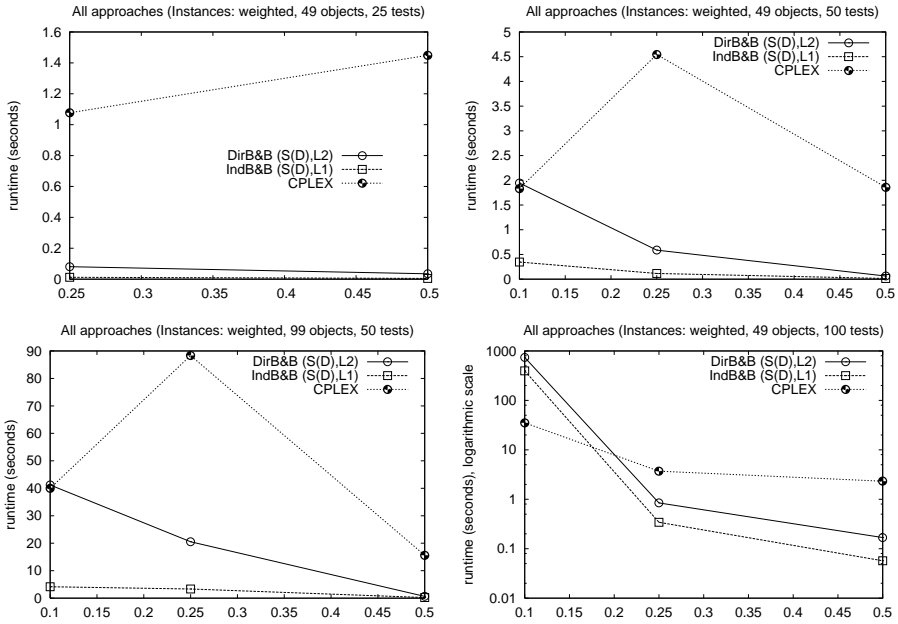 All approaches (Instances: weighted, 49 objects, 25 tests)
1.6
1.4
1.2
1
0.8
0.6
0.4
0.2
0
runtime (seconds)
DirB&B (S(D),L2)
IndB&B (S(D),L1)
CPLEX
0.25 0.3 0.35 0.4 0.45 0.5
All approaches (Instances: weighted, 49 objects, 50 tests)
5
4.5
4
3.5
3
2.5
2
1.5
1
0.5
0
runtime (seconds)
DirB&B (S(D),L2)
IndB&B (S(D),L1)
CPLEX
0.1 0.15 0.2 0.25 0.3 0.35 0.4 0.45 0.5
All approaches (Instances: weighted, 99 objects, 50 tests)
90
80
70
60
50
40
30
20
10
0
runtime (seconds)
DirB&B (S(D),L2)
IndB&B (S(D),L1)
CPLEX
0.1 0.15 0.2 0.25 0.3 0.35 0.4 0.45 0.5
All approaches (Instances: weighted, 49 objects, 100 tests)
1000
100
10
1
0.1
0.01
runtime (seconds), logarithmic scale
DirB&B (S(D),L2)
IndB&B (S(D),L1)
CPLEX
0.1 0.15 0.2 0.25 0.3 0.35 0.4 0.45 0.5